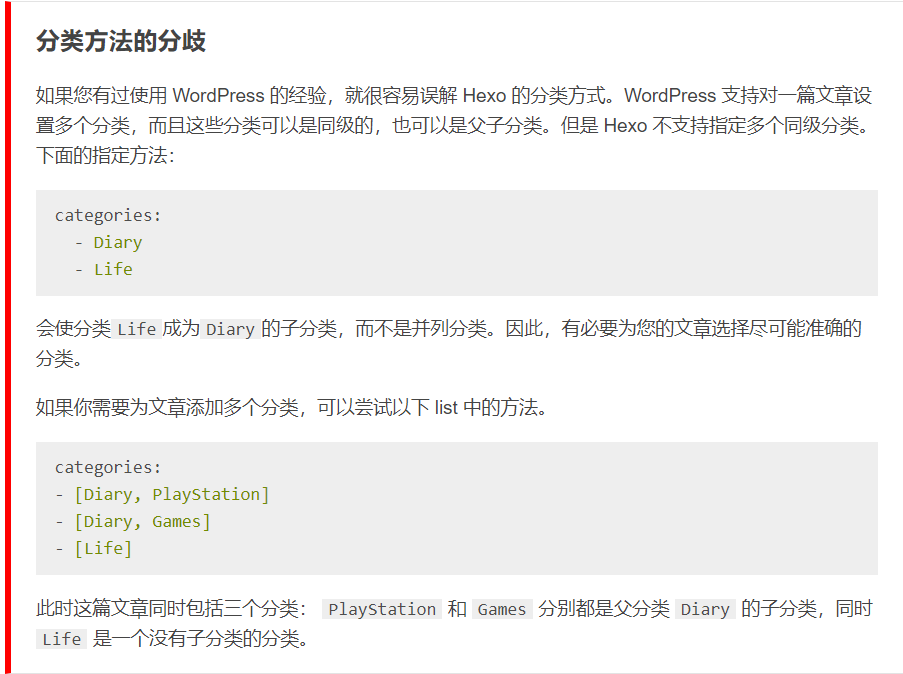 分类方法的分歧
如果您有过使用 WordPress 的经验，就很容易误解 Hexo 的分类方式。WordPress 支持对一篇文章设
置多个分类，而且这些分类可以是同级的，也可以是父子分类。但是 Hexo 不支持指定多个同级分类。
下面的指定方法：
categories:
  - Diary
  - Life
会使分类 Life 成为 Diary 的子分类，而不是并列分类。因此，有必要为您的文章选择尽可能准确的
分类。
如果你需要为文章添加多个分类，可以尝试以下 list 中的方法。
categories:
- [Diary, PlayStation]
- [Diary, Games]
- [Life]
此时这篇文章同时包括三个分类： PlayStation 和 Games 分别都是父分类 Diary 的子分类，同时
Life 是一个没有子分类的分类。